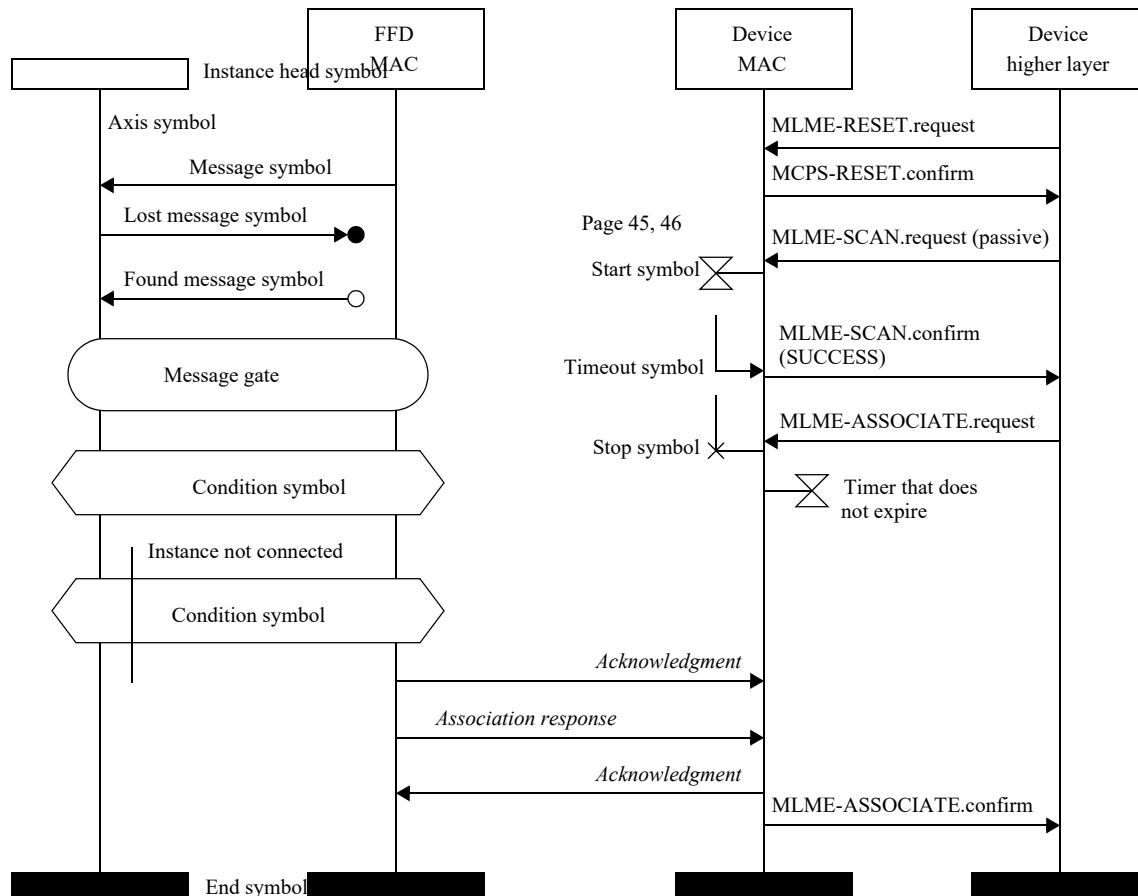 FFD
MAC
Device
MAC
Device
higher layer
Instance head symbol
Axis symbol
MLME-RESET.request
Message symbol
MCPS-RESET.confirm
Lost message symbol
Page 45, 46
MLME-SCAN.request (passive)
Start symbol
Found message symbol
MLME-SCAN.confirm
(SUCCESS)
Timeout symbol
Message gate
MLME-ASSOCIATE.request
Stop symbol
Condition symbol
Timer that does
not expire
Instance not connected
Condition symbol
Acknowledgment
Association response
Acknowledgment
MLME-ASSOCIATE.confirm
End symbol